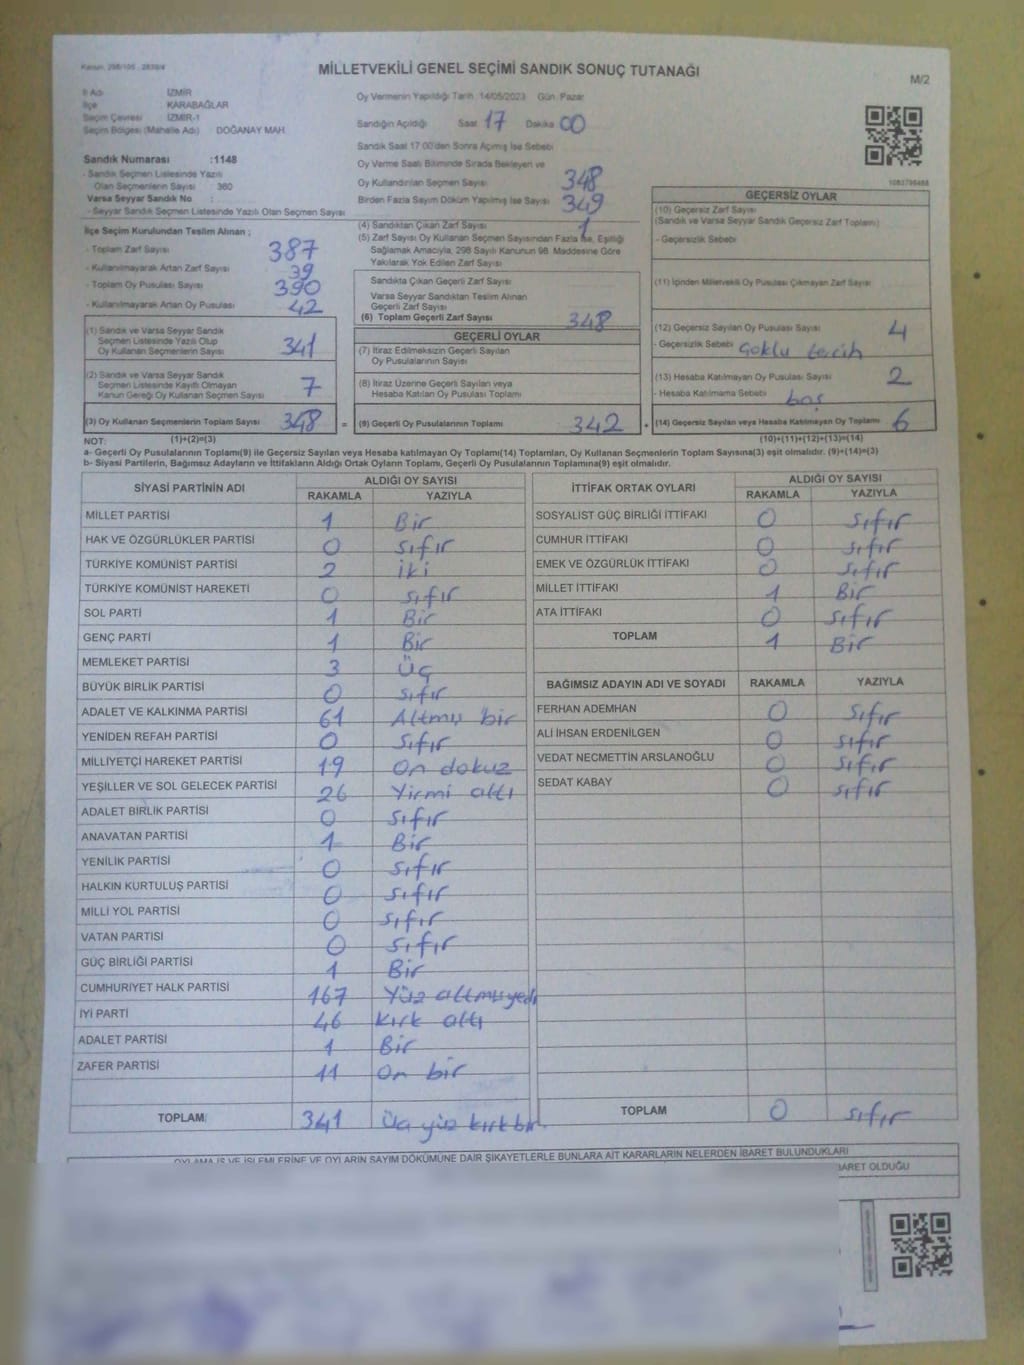 Kanun: 298/105 - 2839/4
MİLLETVEKİLİ GENEL SEÇİMİ SANDIK SONUÇ TUTANAĞI
M/2
İl Adı İZMİR
İlçe KARABAĞLAR
Seçim Çevresi İZMİR-1
Seçim Bölgesi (Mahalle Adı) DOĞANAY MAH.
Sandık Numarası :1148
- Sandık Seçmen Listesinde Yazılı
Olan Seçmenlerin Sayısı 360
Varsa Seyyar Sandık No :
- Seyyar Sandık Seçmen Listesinde Yazılı Olan Seçmen Sayısı
İlçe Seçim Kurulundan Teslim Alınan ;
- Toplam Zarf Sayısı 387
- Kullanılmayarak Artan Zarf Sayısı 39
- Toplam Oy Pusulası Sayısı 390
- Kullanılmayarak Artan Oy Pusulası 42
(1) Sandık ve Varsa Seyyar Sandık
Seçmen Listesinde Yazılı Olup
Oy Kullanan Seçmenlerin Sayısı 341
(2) Sandık ve Varsa Seyyar Sandık
Seçmen Listesinde Kayıtlı Olmayan
Kanun Gereği Oy Kullanan Seçmen Sayısı 7
(3) Oy Kullanan Seçmenlerin Toplam Sayısı 348
Oy Vermenin Yapıldığı Tarih: 14/05/2023 Gün: Pazar
Sandığın Açıldığı Saat 17 Dakika 00
Sandık Saat 17:00'den Sonra Açılmış İse Sebebi
Oy Verme Saati Bitiminde Sırada Bekleyen ve
Oy Kullandırılan Seçmen Sayısı
Birden Fazla Sayım Döküm Yapılmış İse Sayısı
348
(4) Sandıktan Çıkan Zarf Sayısı 349
(5) Zarf Sayısı Oy Kullanan Seçmen Sayısından Fazla İse, Eşitliği
Sağlamak Amacıyla, 298 Sayılı Kanunun 98. Maddesine Göre
Yakılarak Yok Edilen Zarf Sayısı 1
Sandıkta Çıkan Geçerli Zarf Sayısı
Varsa Seyyar Sandıktan Teslim Alınan
Geçerli Zarf Sayısı
(6) Toplam Geçerli Zarf Sayısı 348
GEÇERLİ OYLAR
(7) İtiraz Edilmeksizin Geçerli Sayılan
Oy Pusulalarının Sayısı
(8) İtiraz Üzerine Geçerli Sayılan veya
Hesaba Katılan Oy Pusulası Toplamı
= (9) Geçerli Oy Pusulalarının Toplamı 342 +
GEÇERSİZ OYLAR
(10) Geçersiz Zarf Sayısı
(Sandık ve Varsa Seyyar Sandık Geçersiz Zarf Toplamı)
- Geçersizlik Sebebi
(11) İçinden Milletvekili Oy Pusulası Çıkmayan Zarf Sayısı
(12) Geçersiz Sayılan Oy Pusulası Sayısı 4
- Geçersizlik Sebebi Çoklu tercih
(13) Hesaba Katılmayan Oy Pusulası Sayısı 2
- Hesaba Katılmama Sebebi boş
(14) Geçersiz Sayılan veya Hesaba Katılmayan Oy Toplamı 6
NOT: (1)+(2)=(3) (10)+(11)+(12)+(13)=(14)
a- Geçerli Oy Pusulalarının Toplamı(9) ile Geçersiz Sayılan veya Hesaba katılmayan Oy Toplamı(14) Toplamları, Oy Kullanan Seçmenlerin Toplam Sayısına(3) eşit olmalıdır. (9)+(14)=(3)
b- Siyasi Partilerin, Bağımsız Adayların ve İttifakların Aldığı Ortak Oyların Toplamı, Geçerli Oy Pusulalarının Toplamına(9) eşit olmalıdır.
SİYASİ PARTİNİN ADI ALDIĞI OY SAYISI
RAKAMLA YAZIYLA
MİLLET PARTİSİ 1 Bir
HAK VE ÖZGÜRLÜKLER PARTİSİ 0 Sıfır
TÜRKİYE KOMÜNİST PARTİSİ 2 İki
TÜRKİYE KOMÜNİST HAREKETİ 0 Sıfır
SOL PARTİ 1 Bir
GENÇ PARTİ 1 Bir
MEMLEKET PARTİSİ 3 Üç
BÜYÜK BİRLİK PARTİSİ 0 Sıfır
ADALET VE KALKINMA PARTİSİ 61 Altmış bir
YENİDEN REFAH PARTİSİ 0 Sıfır
MİLLİYETÇİ HAREKET PARTİSİ 19 On dokuz
YEŞİLLER VE SOL GELECEK PARTİSİ 26 Yirmi altı
ADALET BİRLİK PARTİSİ 0 Sıfır
ANAVATAN PARTİSİ 1 Bir
YENİLİK PARTİSİ 0 Sıfır
HALKIN KURTULUŞ PARTİSİ 0 Sıfır
MİLLİ YOL PARTİSİ 0 Sıfır
VATAN PARTİSİ 0 Sıfır
GÜÇ BİRLİĞİ PARTİSİ 1 Bir
CUMHURİYET HALK PARTİSİ 167 Yüz altmışyedi
İYİ PARTİ 46 Kırk altı
ADALET PARTİSİ 1 Bir
ZAFER PARTİSİ 11 On bir
TOPLAM 341 Üç yüz kırk bir
İTTİFAK ORTAK OYLARI ALDIĞI OY SAYISI
RAKAMLA YAZIYLA
SOSYALİST GÜÇ BİRLİĞİ İTTİFAKI 0 Sıfır
CUMHUR İTTİFAKI 0 Sıfır
EMEK VE ÖZGÜRLÜK İTTİFAKI 0 Sıfır
MİLLET İTTİFAKI 1 Bir
ATA İTTİFAKI 0 Sıfır
TOPLAM 1 Bir
BAĞIMSIZ ADAYIN ADI VE SOYADI RAKAMLA YAZIYLA
FERHAN ADEMHAN 0 Sıfır
ALİ İHSAN ERDENİLGEN 0 Sıfır
VEDAT NECMETTİN ARSLANOĞLU 0 Sıfır
SEDAT KABAY 0 Sıfır
TOPLAM 0 Sıfır
OYLAMA İŞ VE İŞLEMLERİNE VE OYLARIN SAYIM DÖKÜMÜNE DAİR ŞİKAYETLERLE BUNLARA AİT KARARLARIN NELERDEN İBARET BULUNDUKLARI
İBARET OLDUĞU